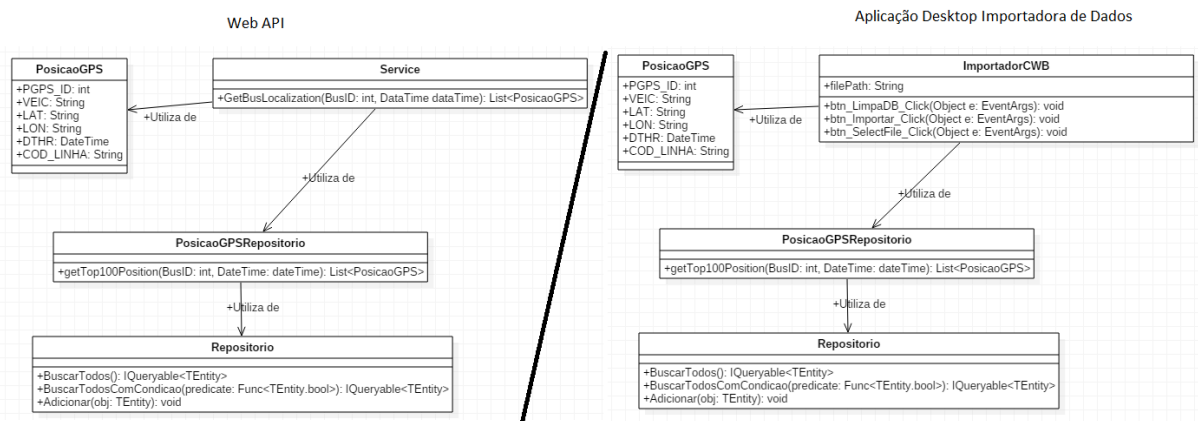 Web API
PosicaoGPS
+PGPS_ID: int
+VEIC: String
+LAT: String
+LON: String
+DTHR: DateTime
+COD_LINHA: String
Service
+GetBusLocalization(BusID: int, DataTime dataTime): List<PosicaoGPS>
+Utiliza de
+Utiliza de
PosicaoGPSRepositorio
+getTop100Position(BusID: int, DateTime: dateTime): List<PosicaoGPS>
+Utiliza de
Repositorio
+BuscarTodos(): IQueryable<TEntity>
+BuscarTodosComCondicao(predicate: Func<TEntity.bool>): IQueryable<TEntity>
+Adicionar(obj: TEntity): void
Aplicação Desktop Importadora de Dados
PosicaoGPS
+PGPS_ID: int
+VEIC: String
+LAT: String
+LON: String
+DTHR: DateTime
+COD_LINHA: String
ImportadorCWB
+filePath: String
+btn_LimpaDB_Click(Object e: EventArgs): void
+btn_Importar_Click(Object e: EventArgs): void
+btn_SelectFile_Click(Object e: EventArgs): void
+Utiliza de
+Utiliza de
PosicaoGPSRepositorio
+getTop100Position(BusID: int, DateTime: dateTime): List<PosicaoGPS>
+Utiliza de
Repositorio
+BuscarTodos(): IQueryable<TEntity>
+BuscarTodosComCondicao(predicate: Func<TEntity.bool>): IQueryable<TEntity>
+Adicionar(obj: TEntity): void